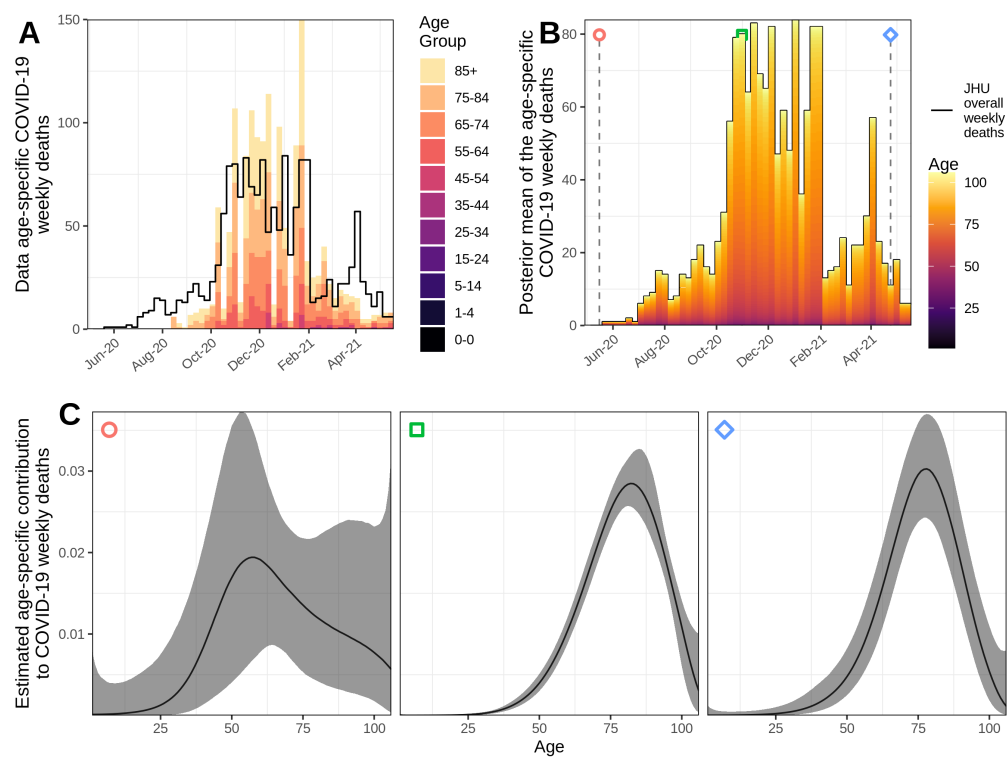 A
Data age-specific COVID-19
weekly deaths
150
100
50
0
Jun-20
Aug-20
Oct-20
Dec-20
Feb-21
Apr-21
Age
Group
85+
75-84
65-74
55-64
45-54
35-44
25-34
15-24
5-14
1-4
0-0
B
Posterior mean of the age-specific
COVID-19 weekly deaths
80
60
40
20
0
Jun-20
Aug-20
Oct-20
Dec-20
Feb-21
Apr-21
JHU
overall
weekly
deaths
Age
100
75
50
25
C
Estimated age-specific contribution
to COVID-19 weekly deaths
0.03
0.02
0.01
25
50
75
100
25
50
75
100
25
50
75
100
Age